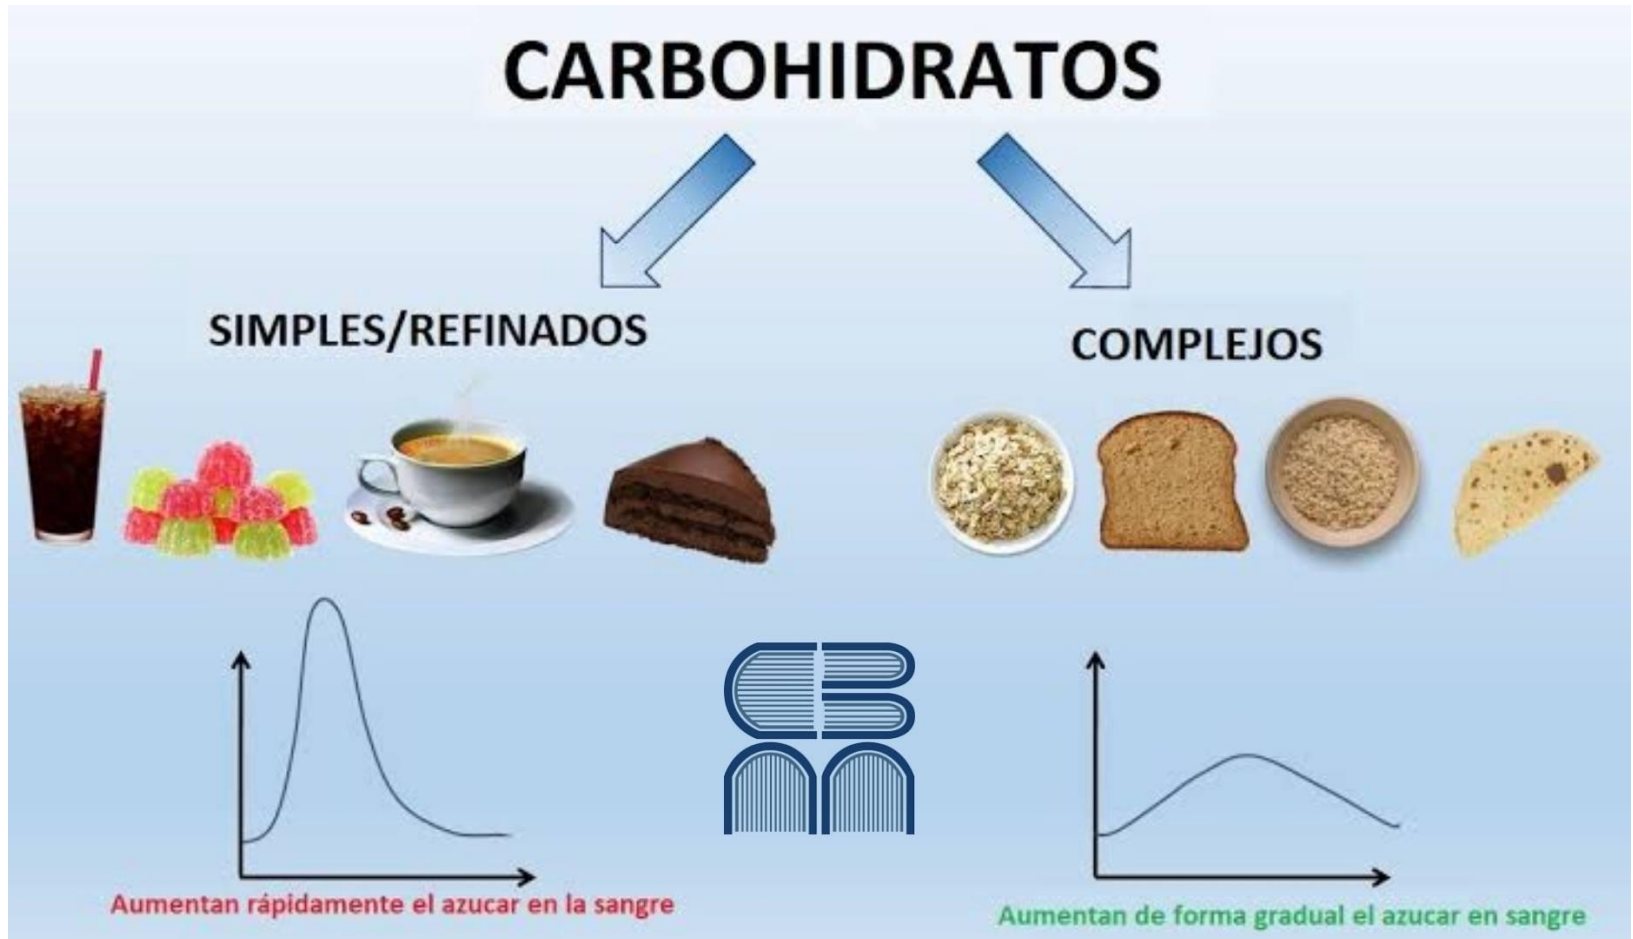 CARBOHIDRATOS
SIMPLES/REFINADOS
COMPLEJOS
Aumentan rápidamente el azucar en la sangre
Aumentan de forma gradual el azucar en sangre